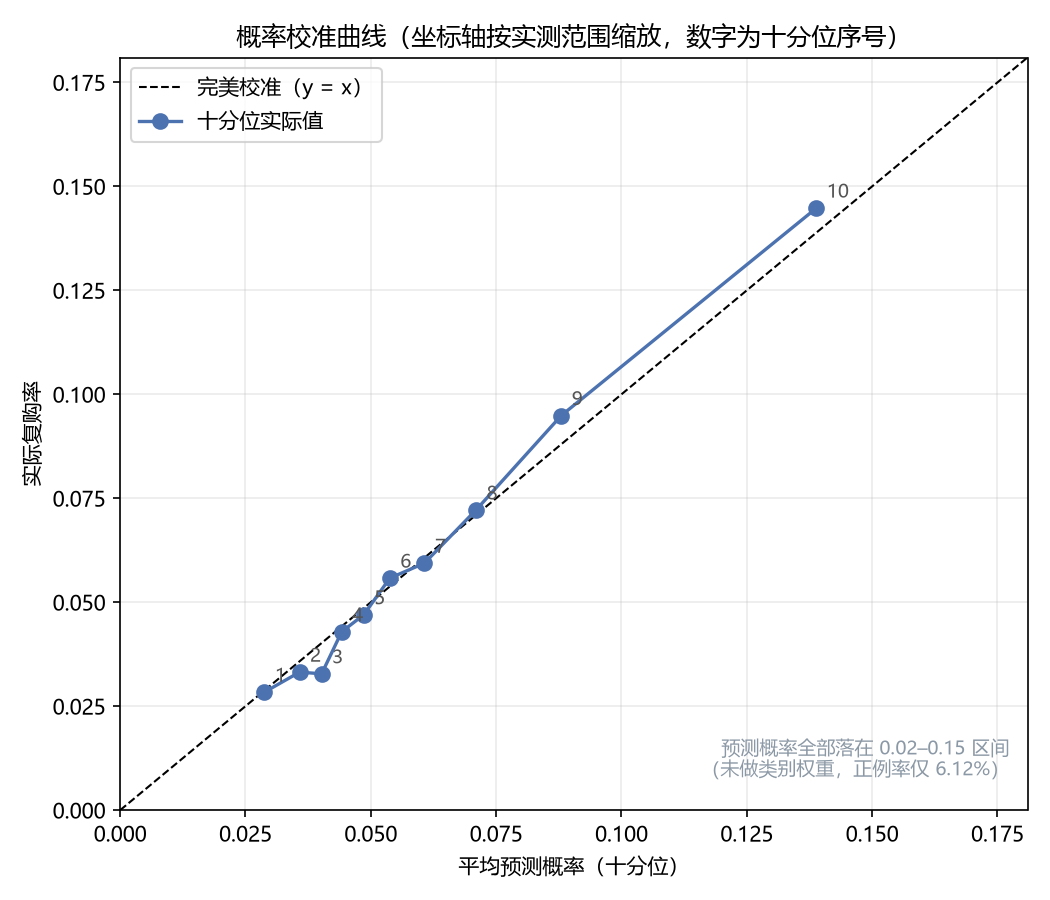 概率校准曲线（坐标轴按实测范围缩放，数字为十分位序号）
完美校准（y = x）
十分位实际值
实际复购率
0.175
0.150
0.125
0.100
0.075
0.050
0.025
0.000
10
9
8
7
6
5
4
3
2
1
预测概率全部落在 0.02–0.15 区间
（未做类别权重，正例率仅 6.12%）
0.000 0.025 0.050 0.075 0.100 0.125 0.150 0.175
平均预测概率（十分位）